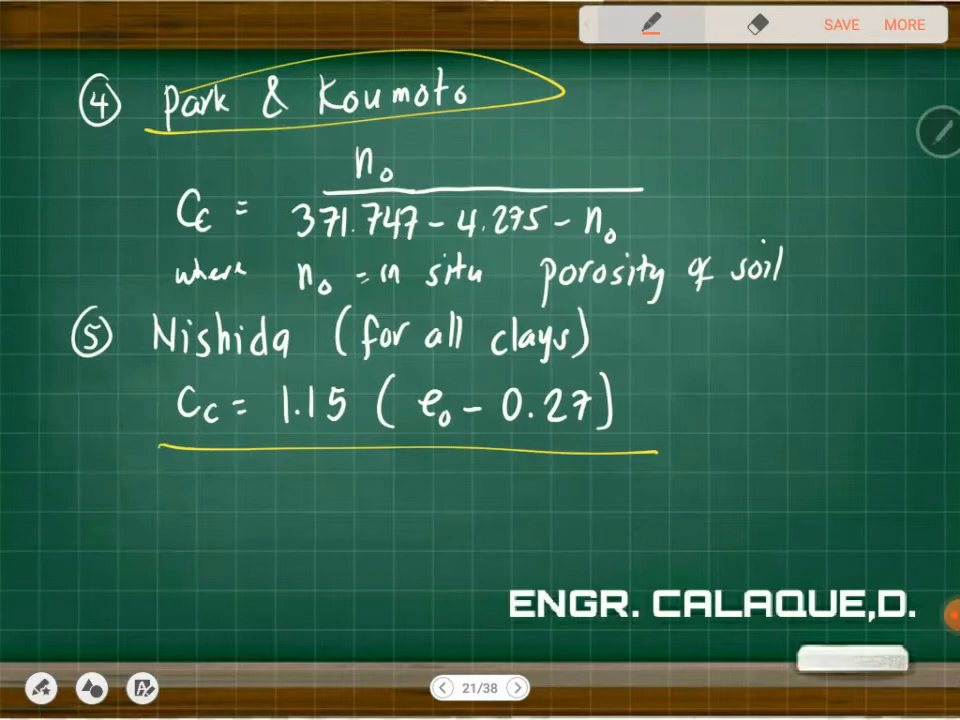 SAVE MORE
④ Park & Koumoto
Cc = n₀ / 371.747 - 4.275 - n₀
where n₀ = in situ porosity of soil
⑤ Nishida (for all clays)
Cc = 1.15 ( e₀ - 0.27)
ENGR. CALAQUE,D.
21/38